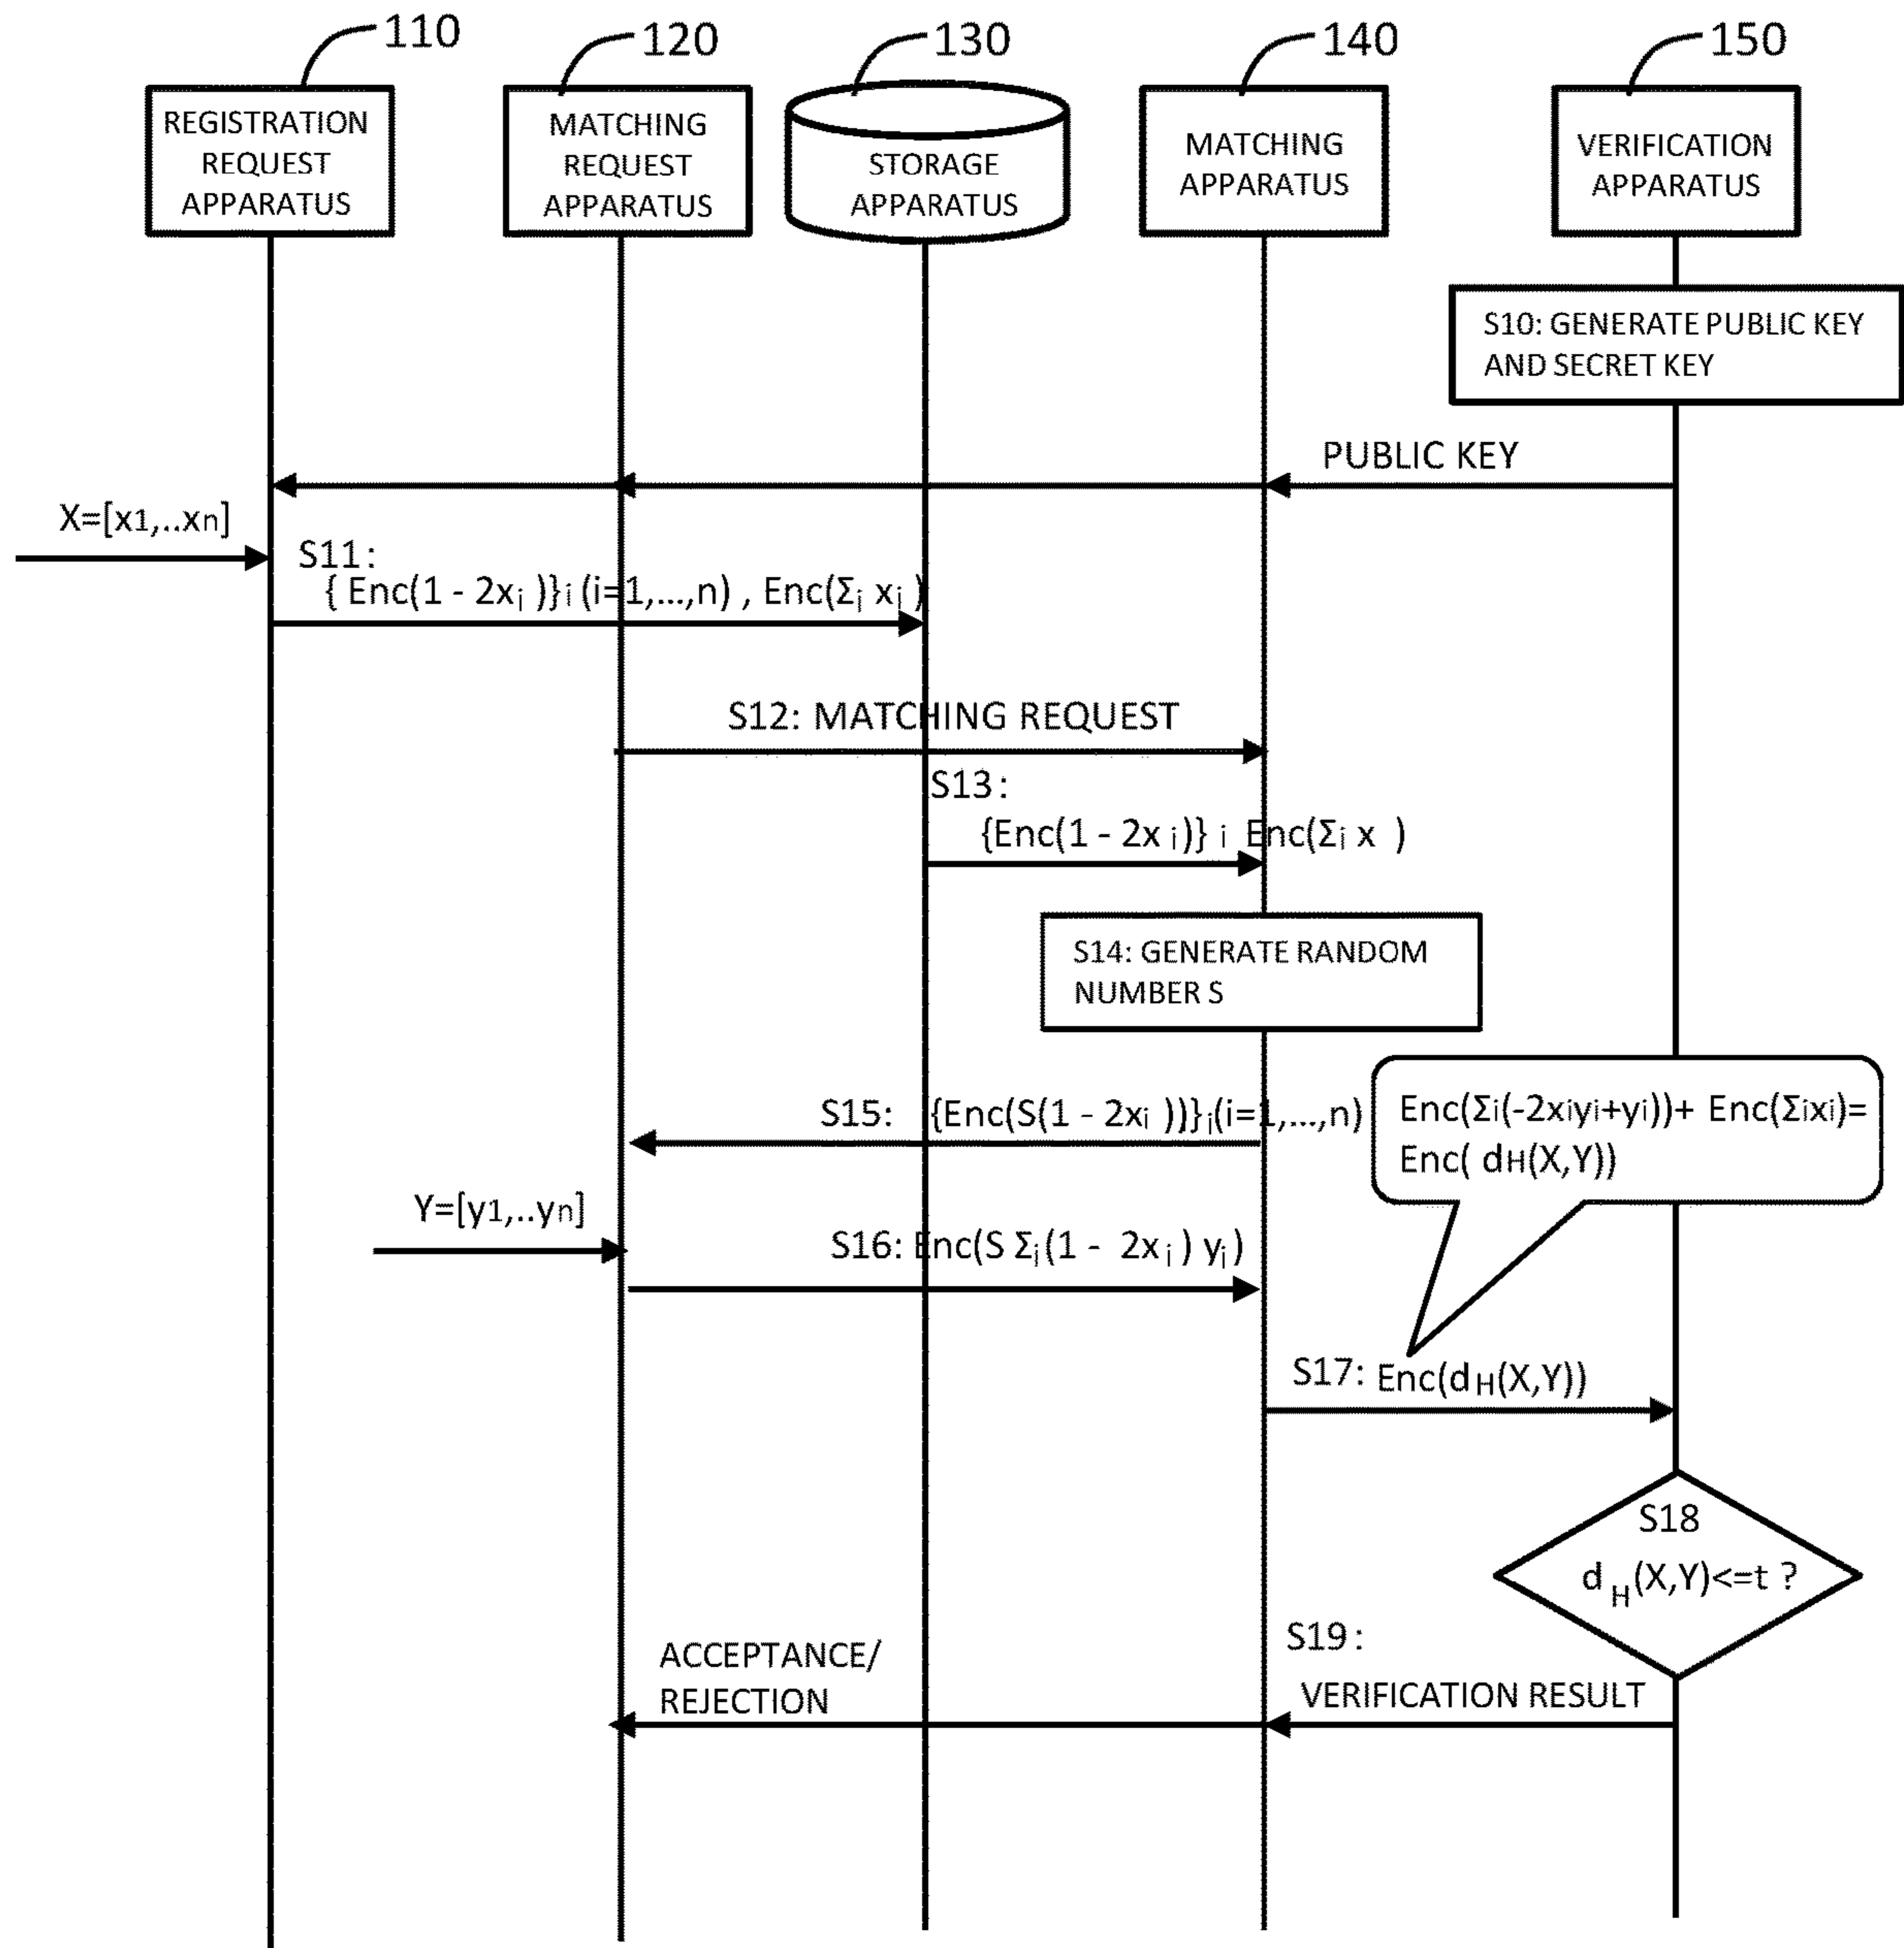 110
120
130
140
150
REGISTRATION
REQUEST
APPARATUS
MATCHING
REQUEST
APPARATUS
STORAGE
APPARATUS
MATCHING
APPARATUS
VERIFICATION
APPARATUS
S10: GENERATE PUBLIC KEY
AND SECRET KEY
PUBLIC KEY
X=[x1,..xn]
S11:
{ Enc(1 - 2xi )}i (i=1,...,n) , Enc(Σi xi )
S12: MATCHING REQUEST
S13:
{Enc(1 - 2x i)} i Enc(Σi x )
S14: GENERATE RANDOM
NUMBER S
S15: {Enc(S(1 - 2xi ))}i(i=1,...,n)
Enc(Σi(-2xiyi+yi))+ Enc(Σixi)=
Enc( dH(X,Y))
Y=[y1,..yn]
S16: Enc(S Σi(1 - 2x i ) yi)
S17: Enc(d H(X,Y))
S18
d H(X,Y)<=t ?
S19:
ACCEPTANCE/
REJECTION
VERIFICATION RESULT